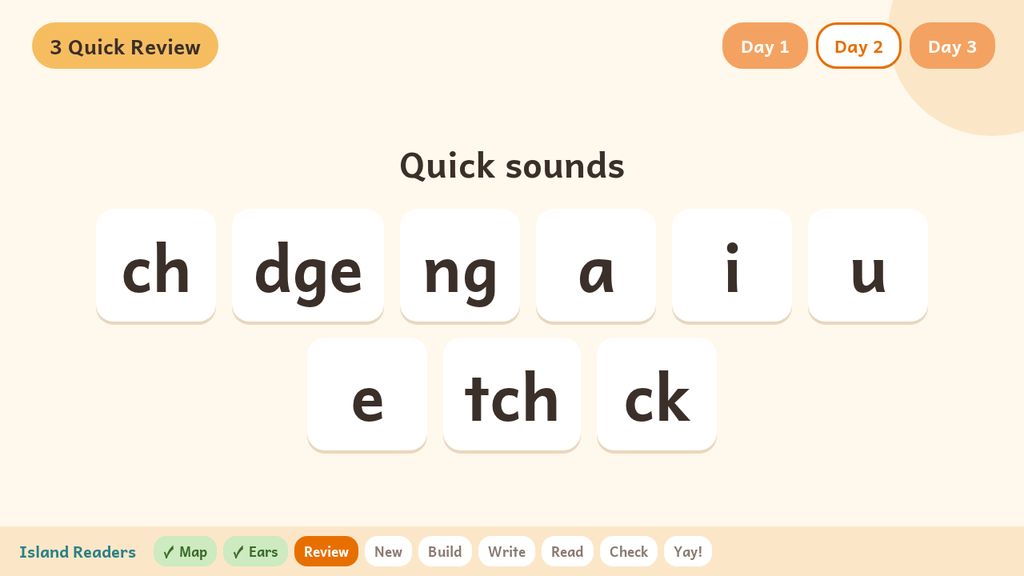 3 Quick Review
Day 1 Day 2 Day 3
Quick sounds
ch dge ng a i u
e tch ck
Island Readers ✓ Map ✓ Ears Review New Build Write Read Check Yay!